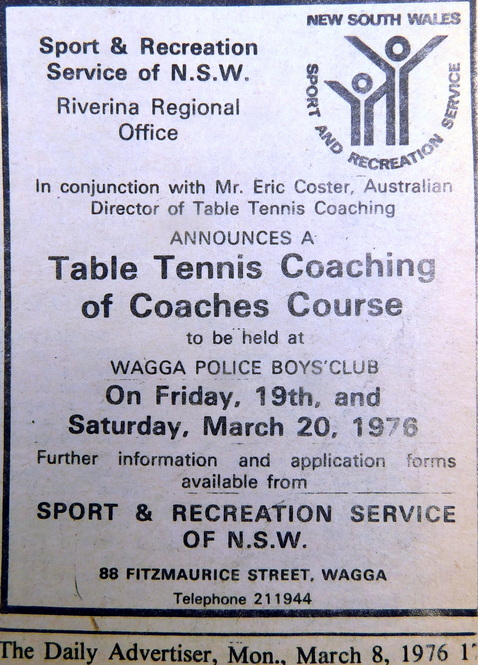 NEW SOUTH WALES
SPORT AND RECREATION SERVICE
Sport & Recreation
Service of N.S.W.
Riverina Regional
Office
In conjunction with Mr. Eric Coster, Australian
Director of Table Tennis Coaching
ANNOUNCES A
Table Tennis Coaching
of Coaches Course
to be held at
WAGGA POLICE BOYS'CLUB
On Friday, 19th, and
Saturday, March 20, 1976
Further information and application forms
available from
SPORT & RECREATION SERVICE
OF N.S.W.
88 FITZMAURICE STREET, WAGGA
Telephone 211944
The Daily Advertiser, Mon., March 8, 1976